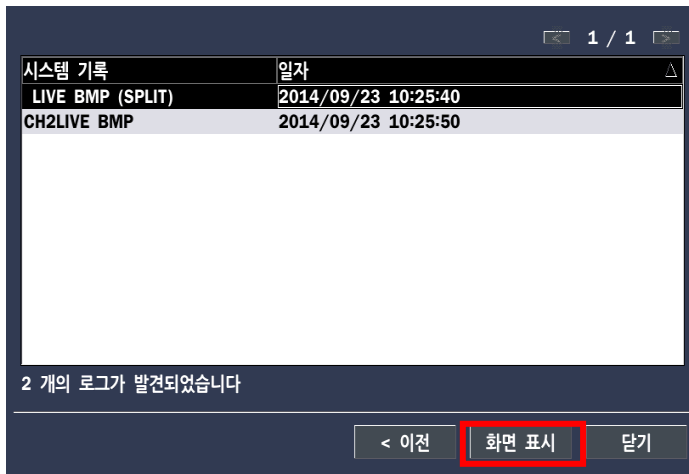 < 1 / 1 >
시스템 기록 일자 △
LIVE BMP (SPLIT) 2014/09/23 10:25:40
CH2LIVE BMP 2014/09/23 10:25:50
2 개의 로그가 발견되었습니다
< 이전 화면 표시 닫기